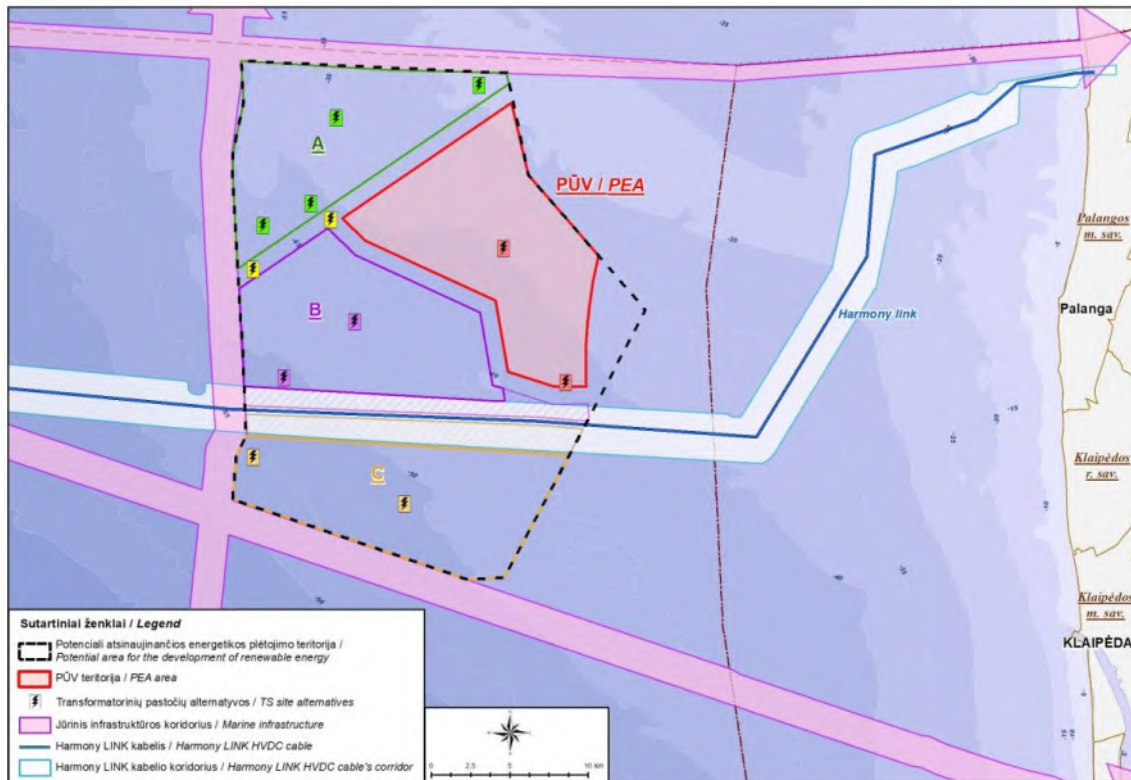 A
PŪV / PEA
Palangos
m. sav.
B
Palanga
Harmony link
Klaipėdos
r. sav.
C
Klaipėdos
m. sav.
KLAIPĖDA
Sutartiniai ženklai / Legend
Potenciali atsinaujinančios energetikos plėtojimo teritorija /
Potential area for the development of renewable energy
PŪV teritorija / PEA area
Transformatorinių pastočių alternatyvos / TS site alternatives
Jūrinis infrastruktūros koridorius / Marine infrastructure
Harmony LINK kabelis / Harmony LINK HVDC cable
Harmony LINK kabelio koridorius / Harmony LINK HVDC cable's corridor
0 2.5 5 10 km